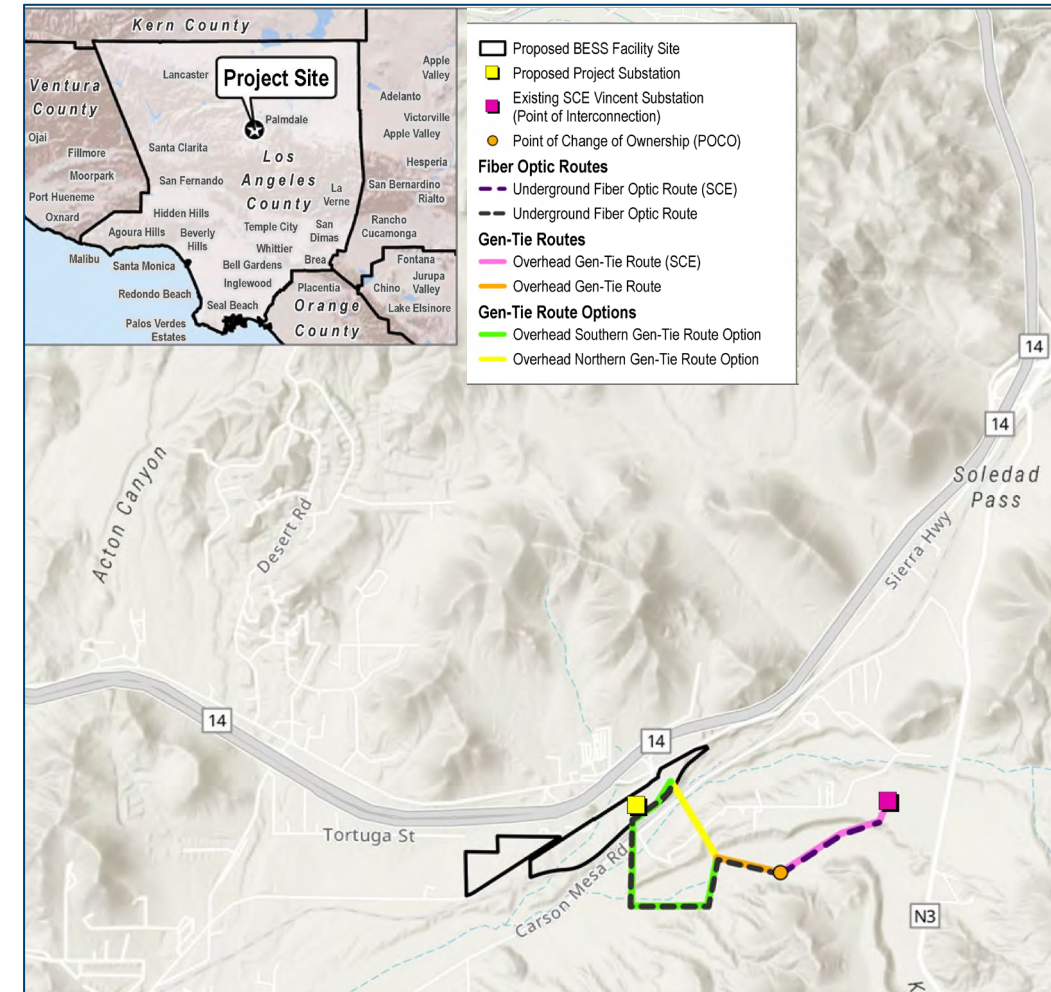 Kern County
Ventura
County
Lancaster
Project Site
Palmdale
Apple
Valley
Adelanto
Victorville
Apple Valley
Hesperia
Ojai
Fillmore
Moorpark
Port Hueneme
Oxnard
Santa Clarita
San Fernando
Los
Angeles
County
La
Verne
San Bernardino
Rialto
Hidden Hills
Agoura Hills
Beverly
Hills
Temple City
San
Dimas
Rancho
Cucamonga
Whittier
Malibu
Santa Monica
Bell Gardens
Brea
Fontana
Inglewood
Placentia
Chino
Jurupa
Valley
Redondo Beach
Seal Beach
Orange
County
Lake Elsinore
Palos Verdes
Estates
Proposed BESS Facility Site
Proposed Project Substation
Existing SCE Vincent Substation
(Point of Interconnection)
Point of Change of Ownership (POCO)
Fiber Optic Routes
Underground Fiber Optic Route (SCE)
Underground Fiber Optic Route
Gen-Tie Routes
Overhead Gen-Tie Route (SCE)
Overhead Gen-Tie Route
Gen-Tie Route Options
Overhead Southern Gen-Tie Route Option
Overhead Northern Gen-Tie Route Option
14
14
Soledad
Pass
Acton Canyon
Desert Rd
Sierra Hwy
14
14
Tortuga St
Carson Mesa Rd
N3
K